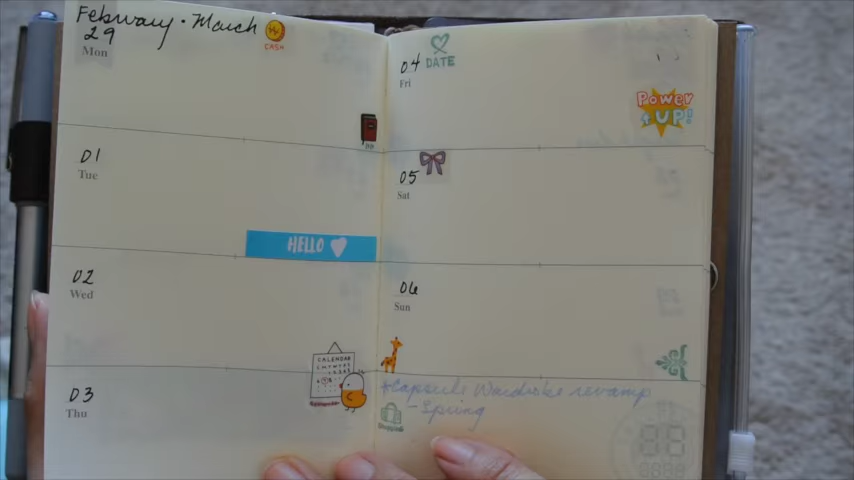 February · March
29
Mon
CASH
01
Tue
HELLO
02
Wed
CALENDAR
03
Thu
04
DATE
Fri
Power
UP!
05
Sat
06
Sun
*Capsule Wardrobe revamp
- Spring